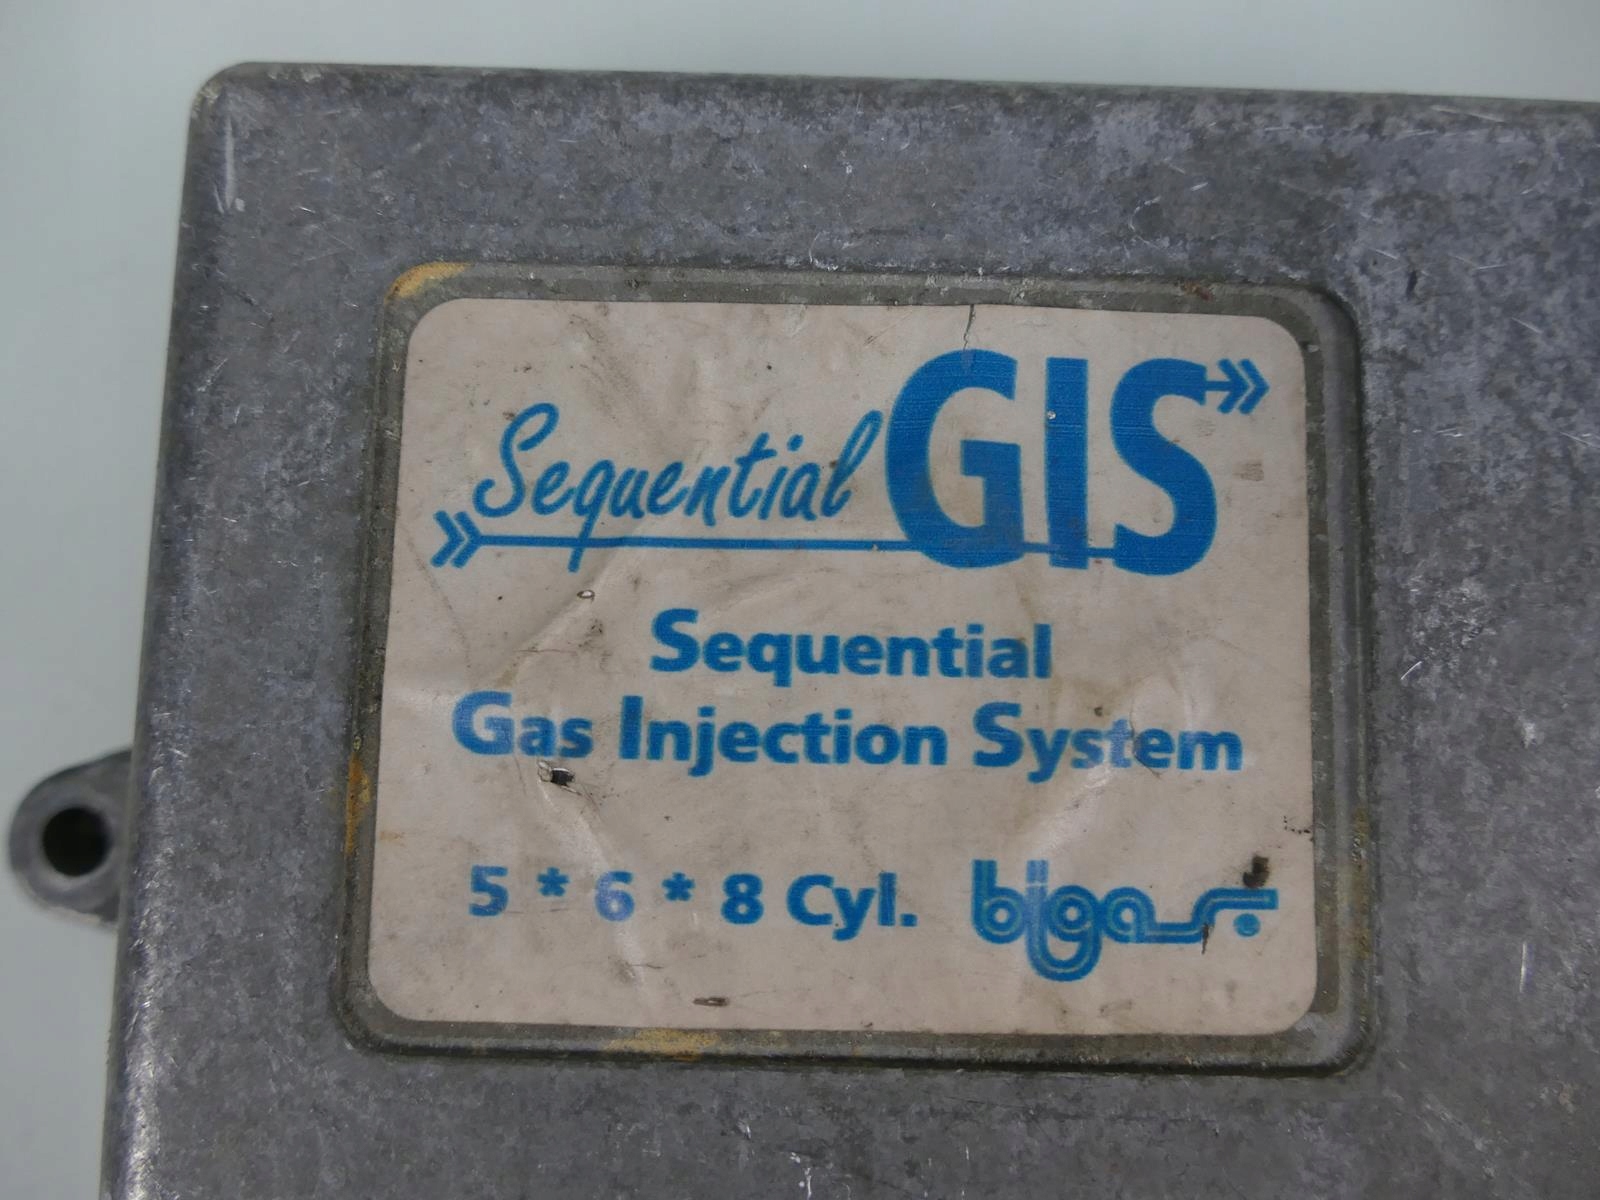 Sequential GIS
Sequential
Gas Injection System
5 * 6 * 8 Cyl. bigas